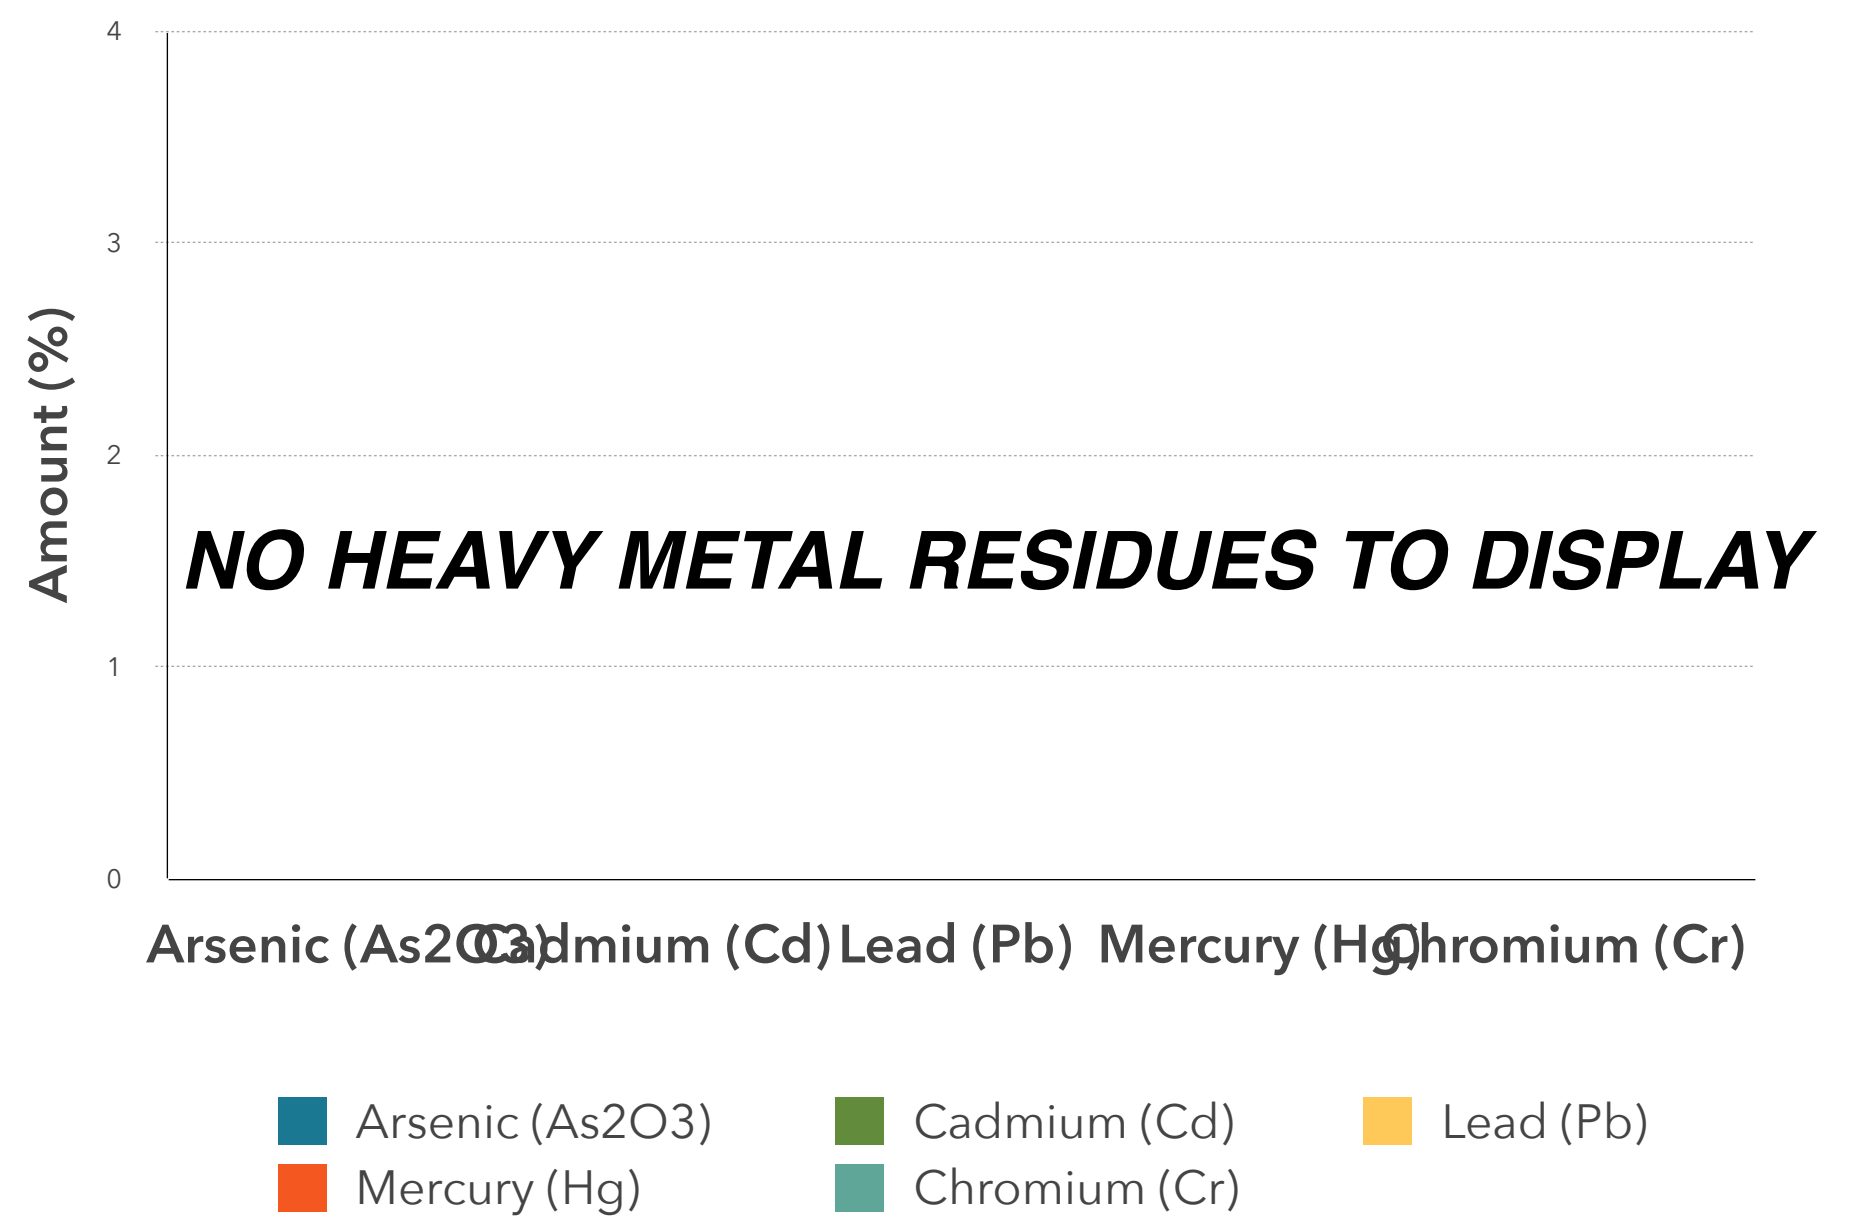 4
3
2
1
0
Amount (%)
NO HEAVY METAL RESIDUES TO DISPLAY
Arsenic (As2O3) Cadmium (Cd) Lead (Pb) Mercury (Hg) Chromium (Cr)
Arsenic (As2O3) Cadmium (Cd) Lead (Pb)
Mercury (Hg) Chromium (Cr)